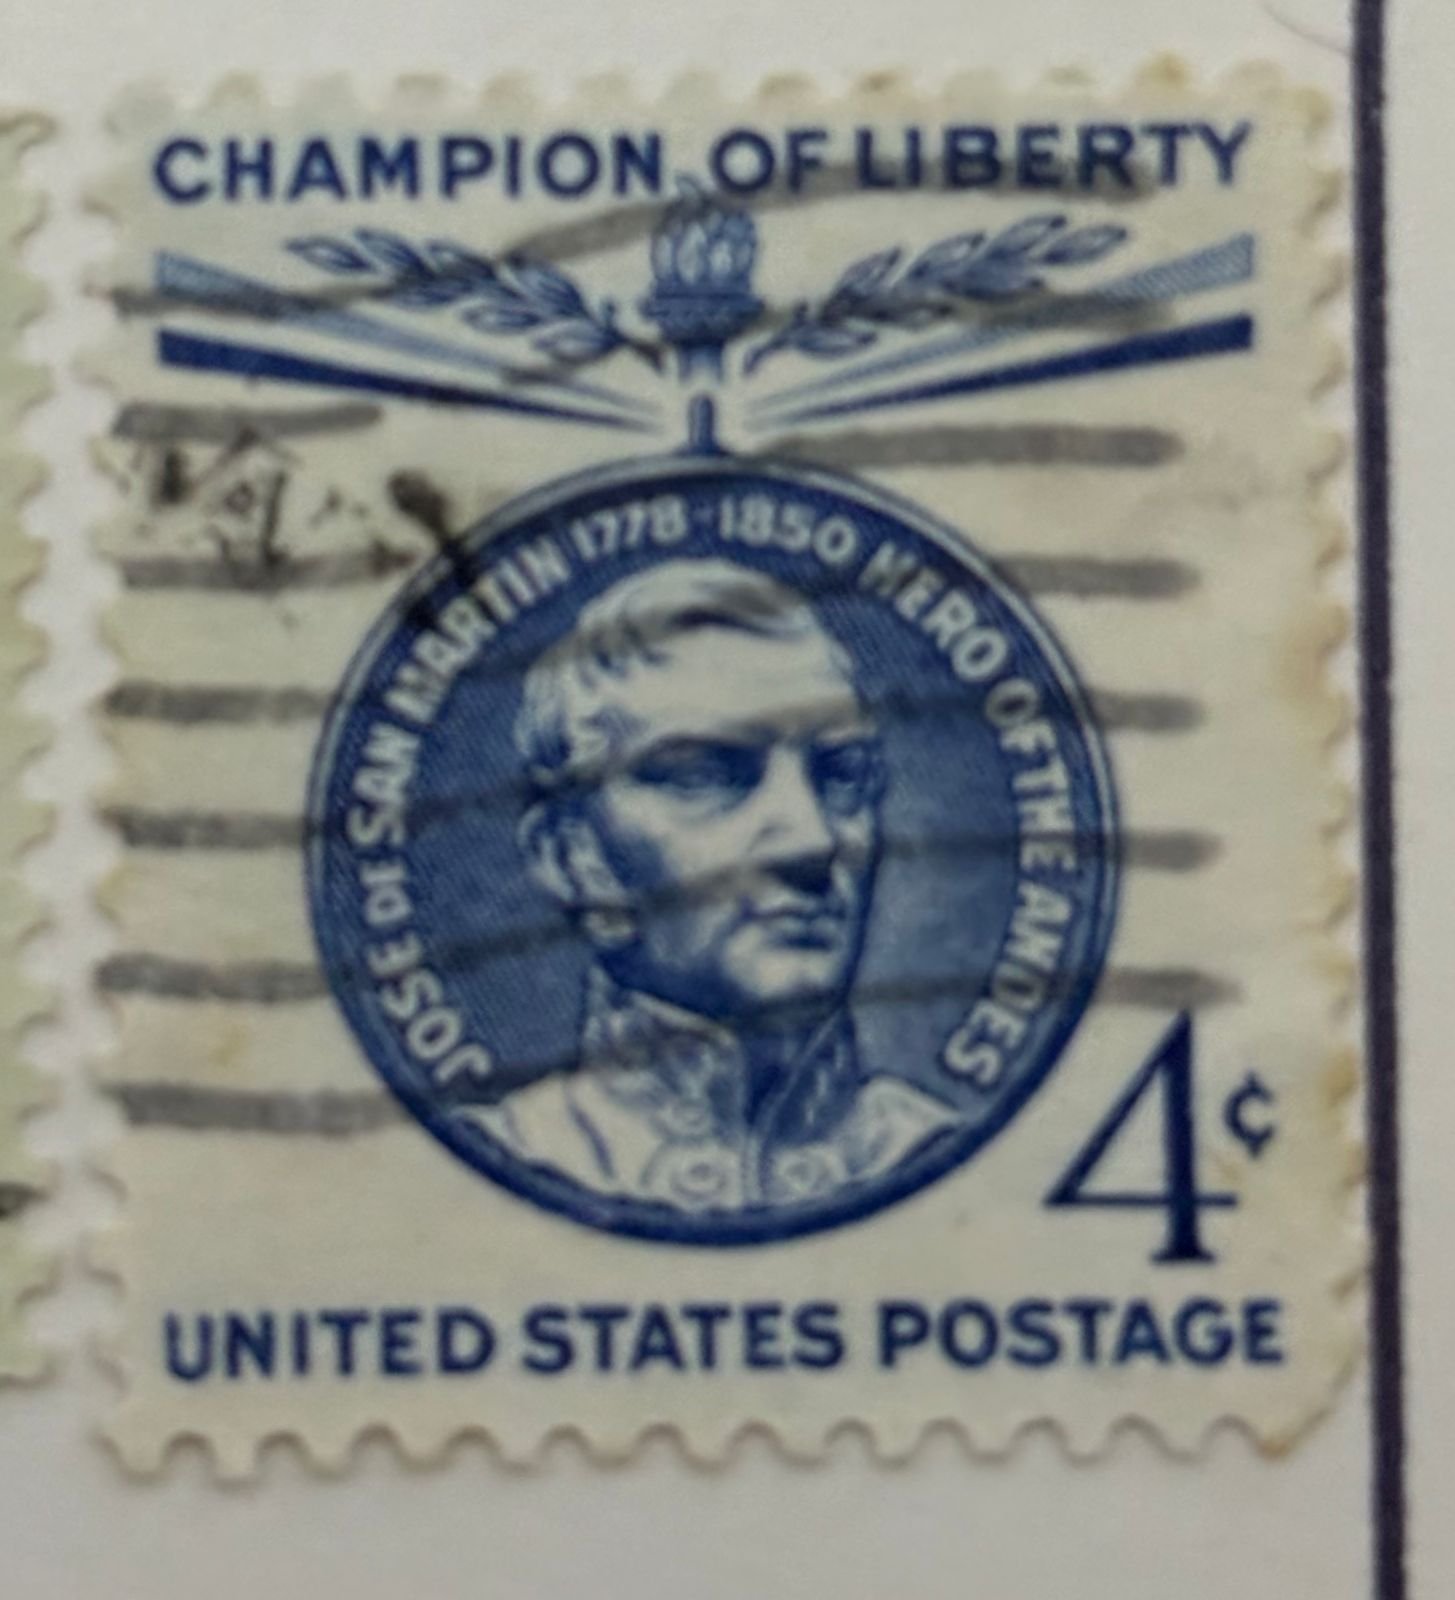 CHAMPION OF LIBERTY
JOSE DE SAN MARTIN 1778-1850 HERO OF THE ANDES
4¢
UNITED STATES POSTAGE